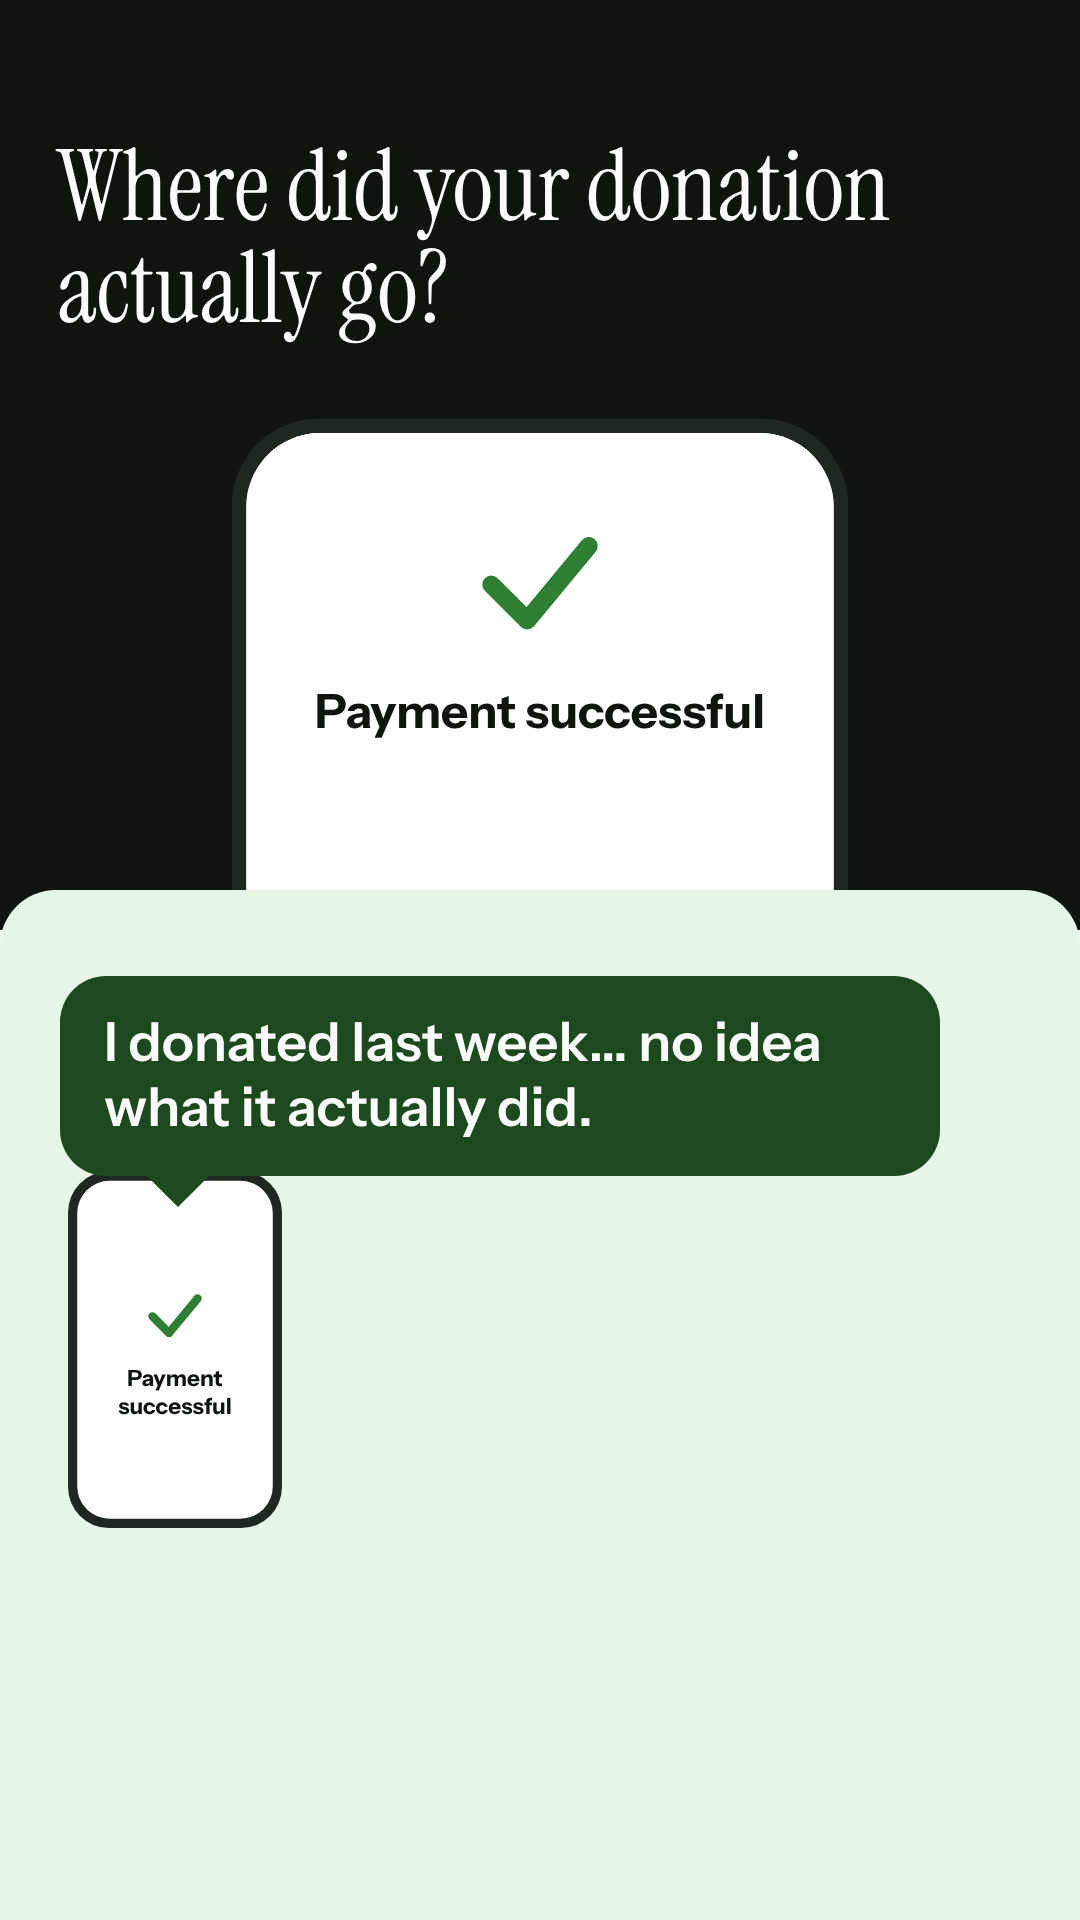 Where did your donation
actually go?
Payment successful
I donated last week... no idea
what it actually did.
Payment
successful